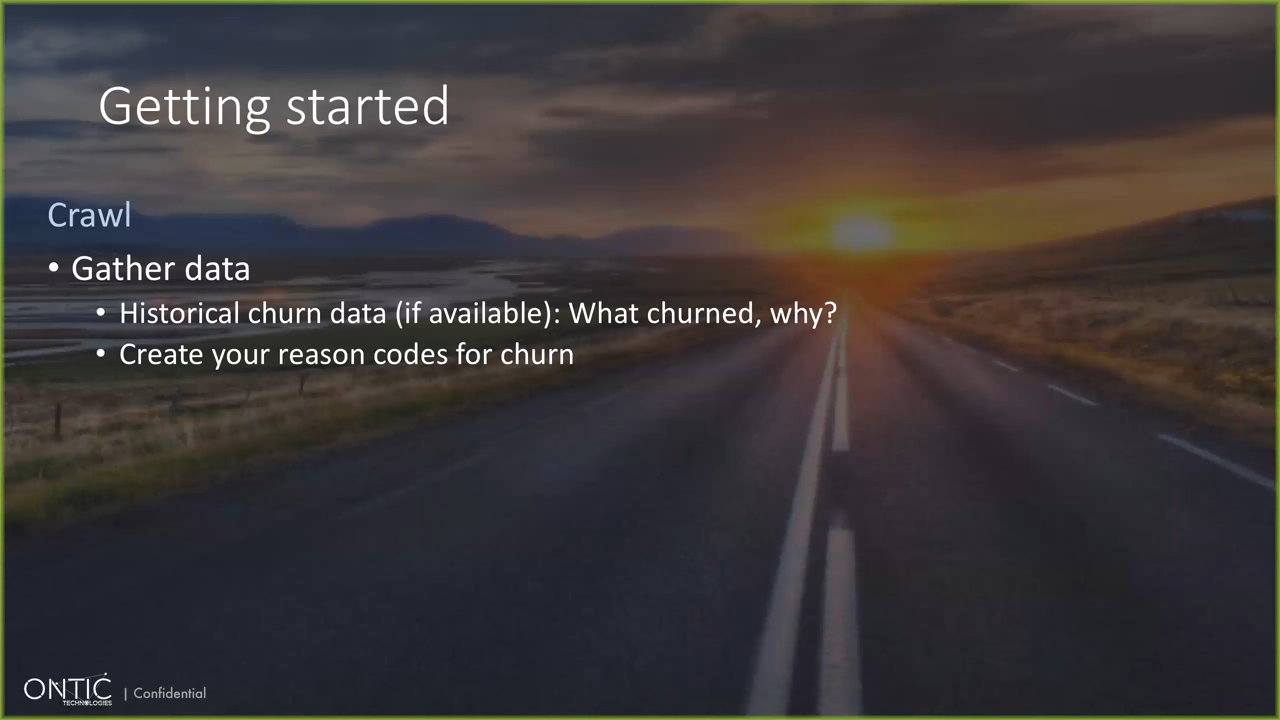 Getting started
Crawl
• Gather data
• Historical churn data (if available): What churned, why?
• Create your reason codes for churn
ONTIC
TECHNOLOGIES
| Confidential